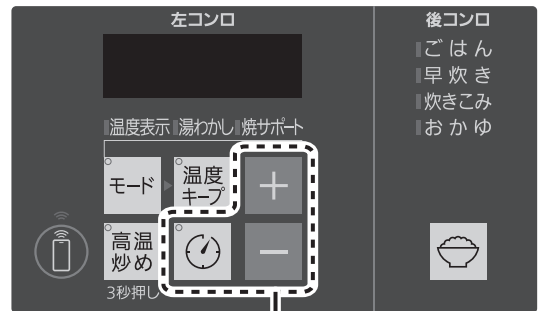 左コンロ
温度表示 湯わかし 焼サポート
モード
温度
キープ
+
高温
炒め
−
3秒押し
後コンロ
ごはん
早炊き
炊きこみ
おかゆ